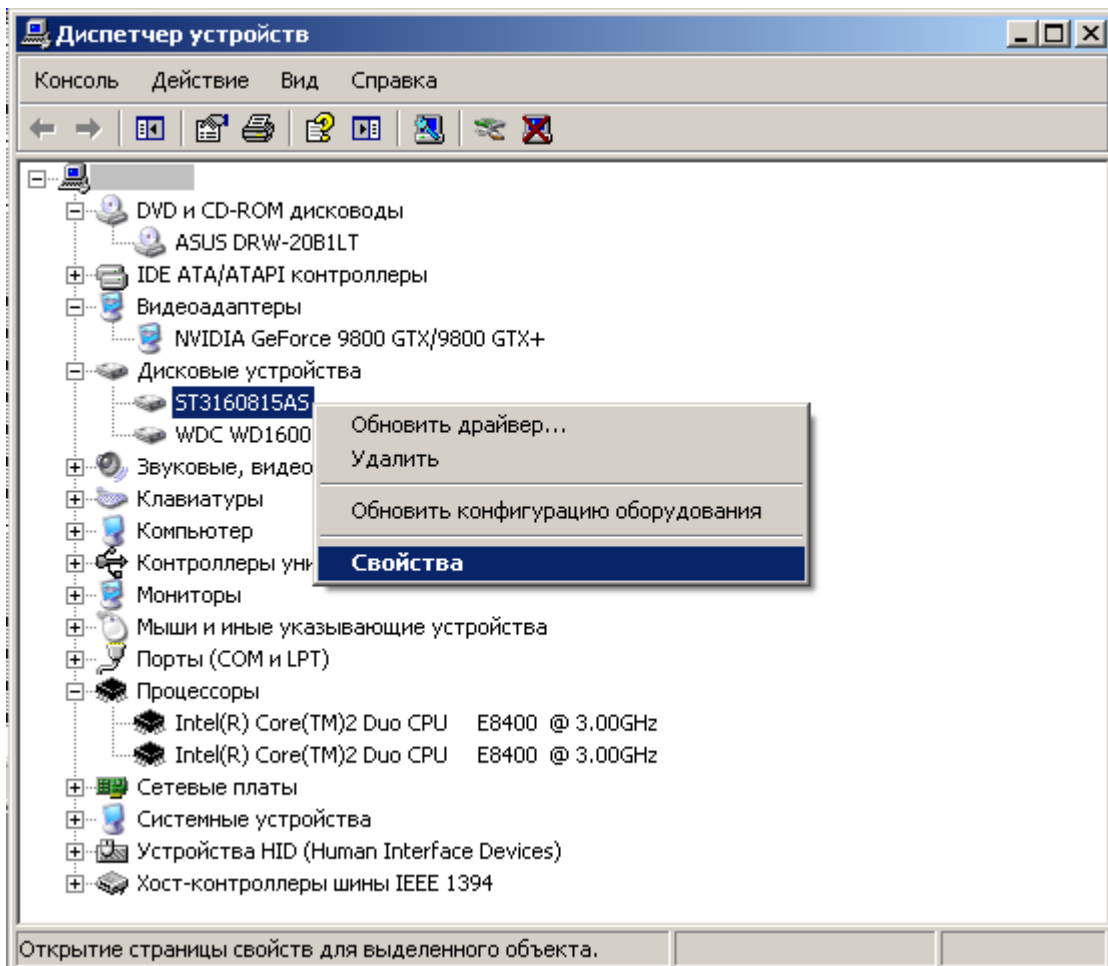 Диспетчер устройств
Консоль Действие Вид Справка
DVD и CD-ROM дисководы
ASUS DRW-20B1LT
IDE ATA/ATAPI контроллеры
Видеоадаптеры
NVIDIA GeForce 9800 GTX/9800 GTX+
Дисковые устройства
ST3160815AS
WDC WD1600
Звуковые, видео
Клавиатуры
Компьютер
Контроллеры уни
Мониторы
Мыши и иные указывающие устройства
Порты (COM и LPT)
Процессоры
Intel(R) Core(TM)2 Duo CPU E8400 @ 3.00GHz
Intel(R) Core(TM)2 Duo CPU E8400 @ 3.00GHz
Сетевые платы
Системные устройства
Устройства HID (Human Interface Devices)
Хост-контроллеры шины IEEE 1394
Обновить драйвер...
Удалить
Обновить конфигурацию оборудования
Свойства
Открытие страницы свойств для выделенного объекта.